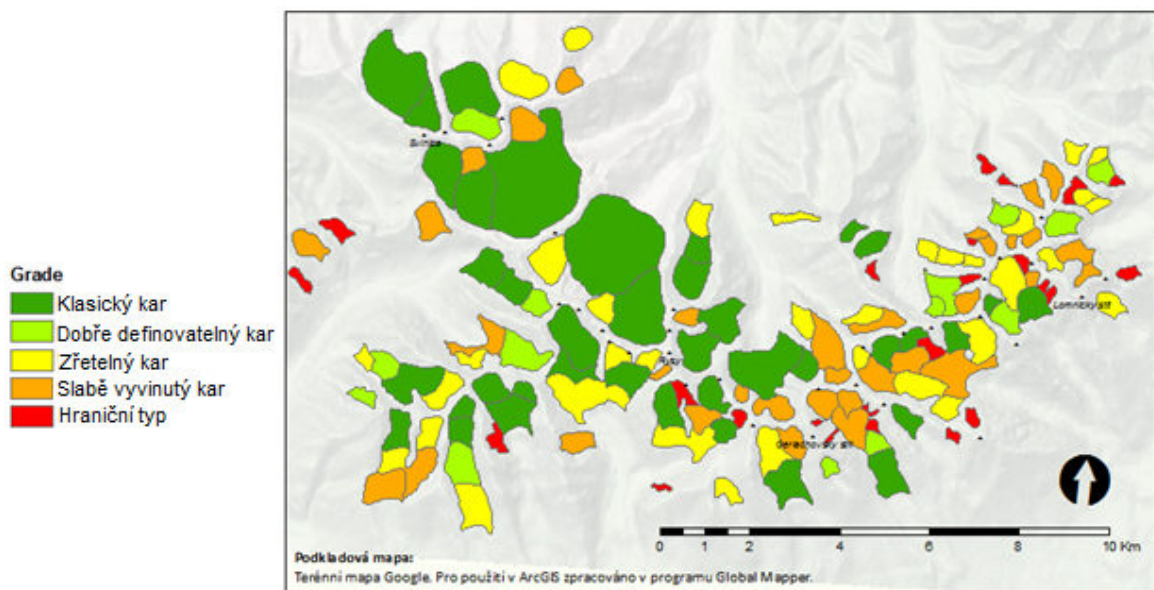 Grade
Klasický kar
Dobře definovatelný kar
Zřetelný kar
Slabě vyvinutý kar
Hraniční typ
Svinica
Rysy
Lomnický štít
Gerlachovský štít
0 1 2 4 6 8 10 Km
Podkladová mapa:
Terénní mapa Google. Pro použití v ArcGIS zpracováno v programu Global Mapper.